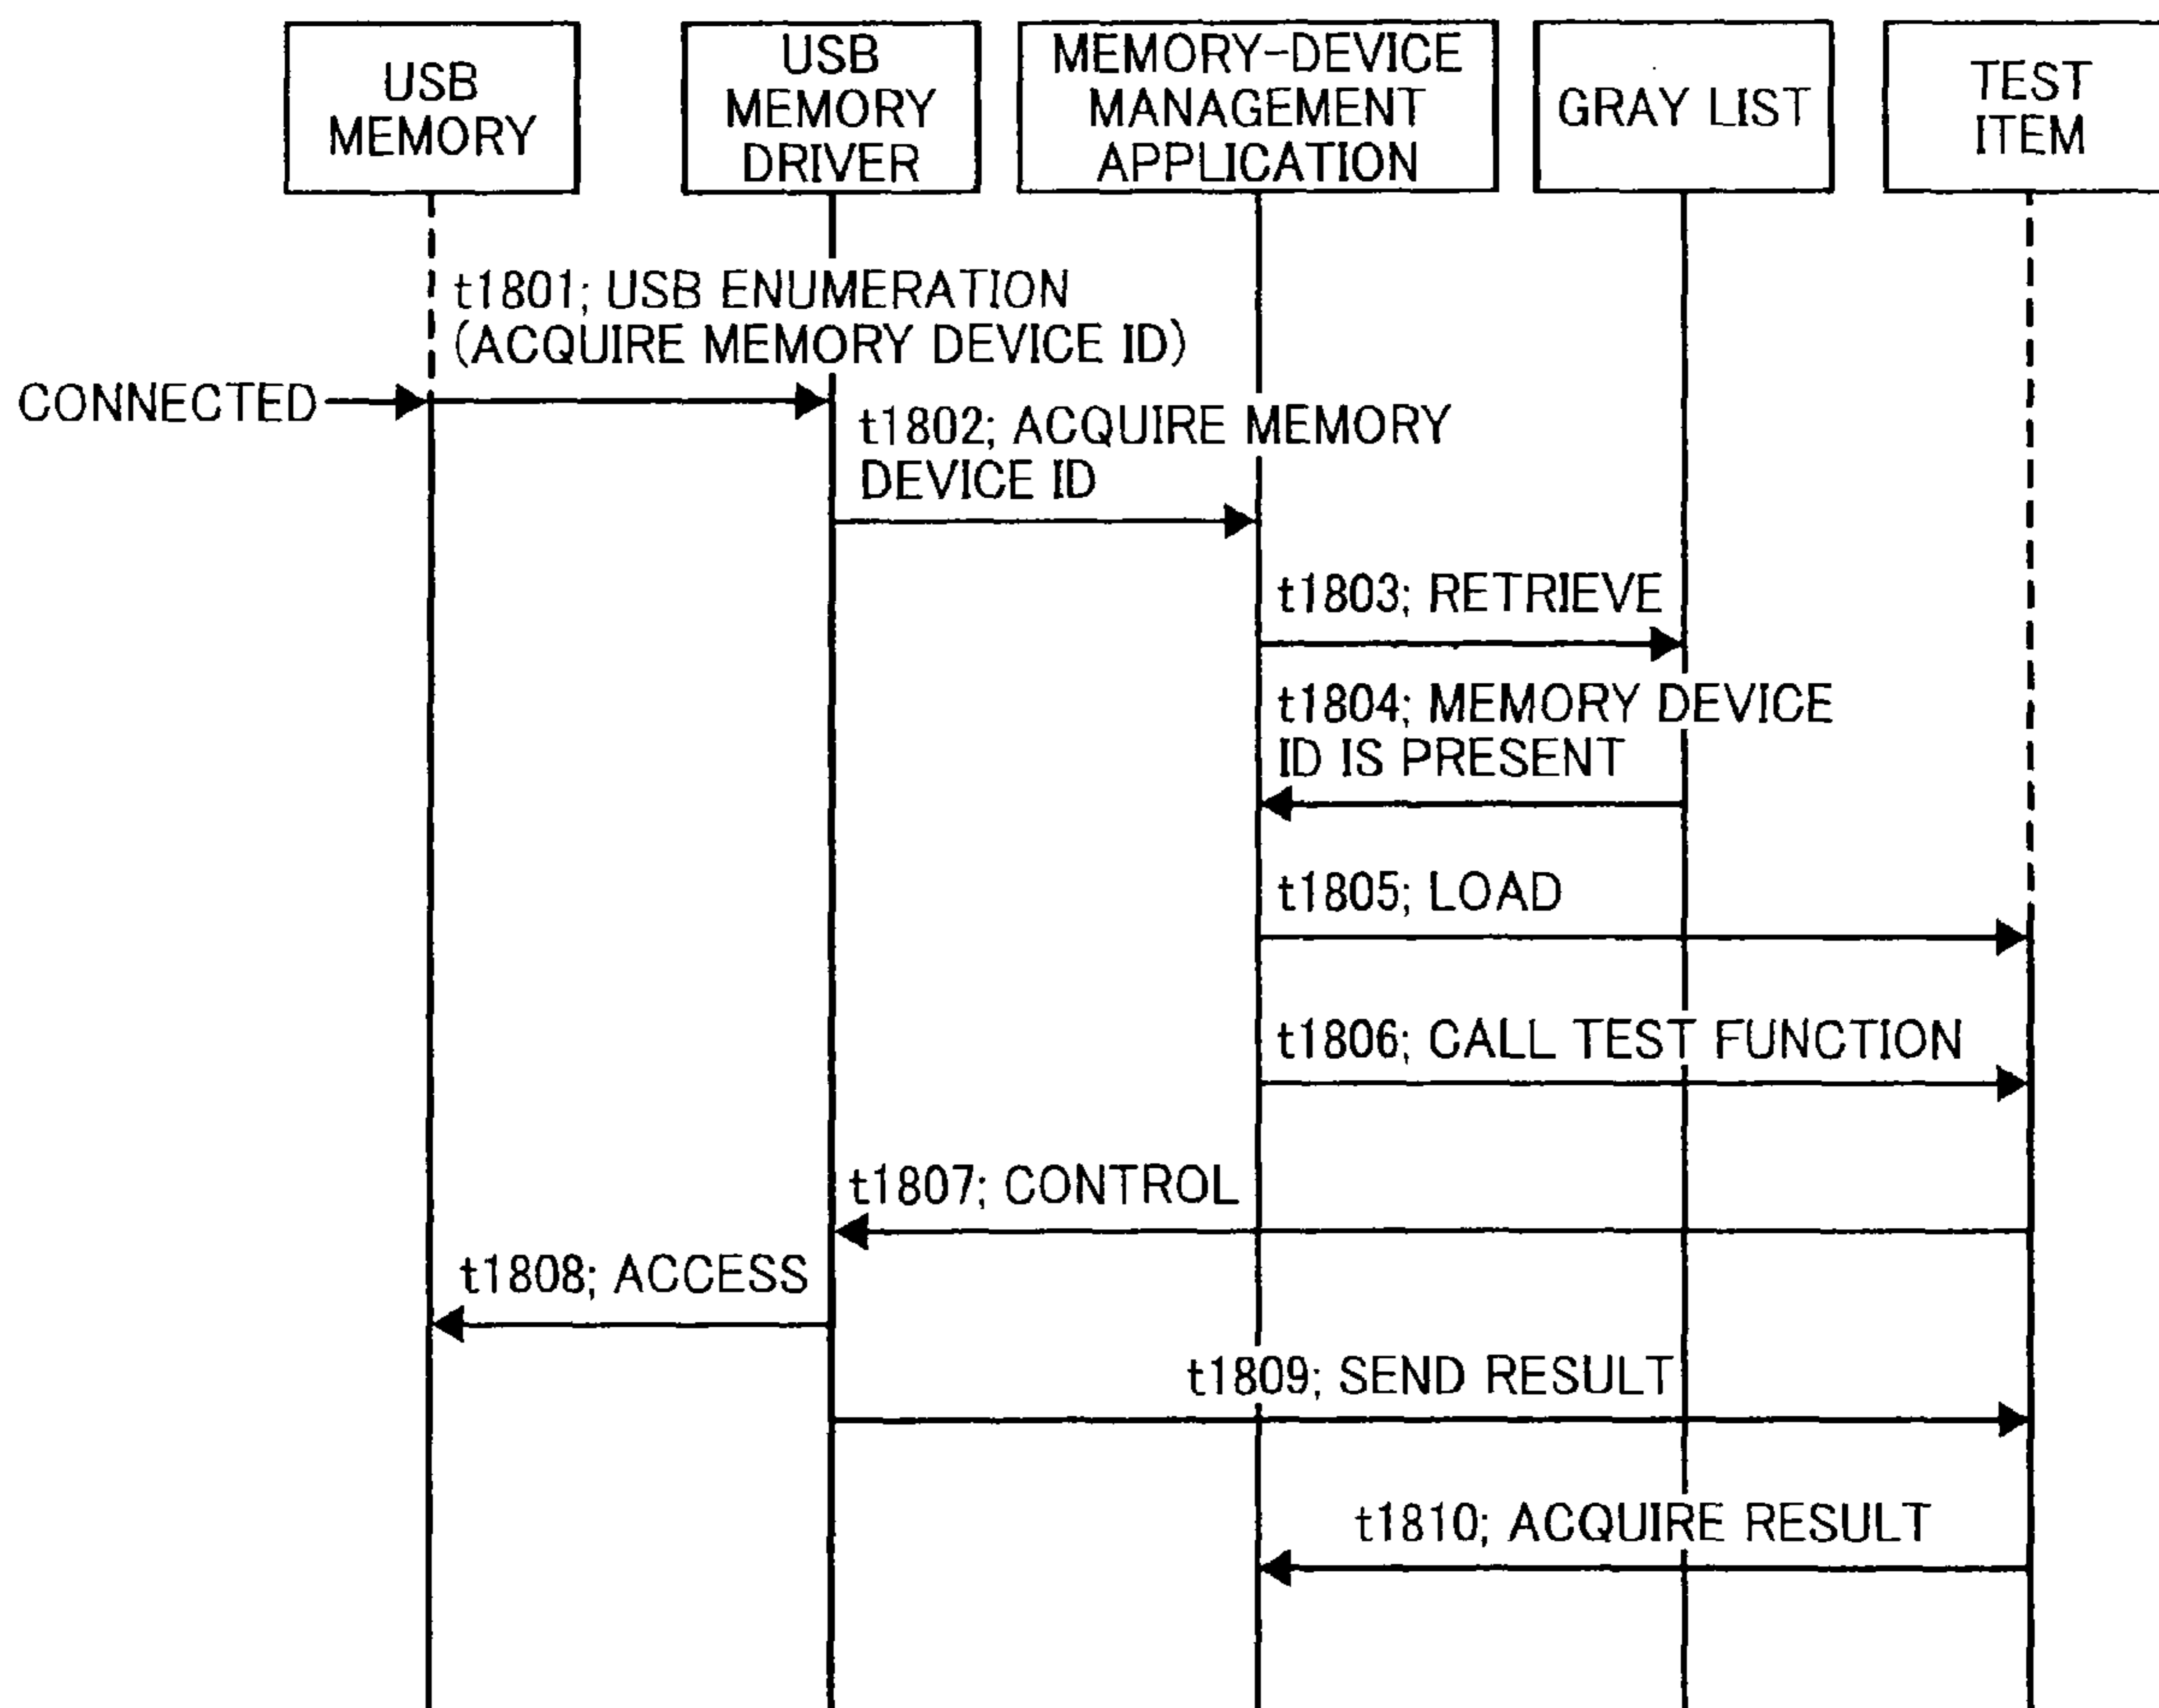 USB
MEMORY
USB
MEMORY
DRIVER
MEMORY-DEVICE
MANAGEMENT
APPLICATION
GRAY LIST
TEST
ITEM
t1801; USB ENUMERATION
(ACQUIRE MEMORY DEVICE ID)
CONNECTED
t1802; ACQUIRE MEMORY
DEVICE ID
t1803; RETRIEVE
t1804; MEMORY DEVICE
ID IS PRESENT
t1805; LOAD
t1806; CALL TEST FUNCTION
t1807; CONTROL
t1808; ACCESS
t1809; SEND RESULT
t1810; ACQUIRE RESULT